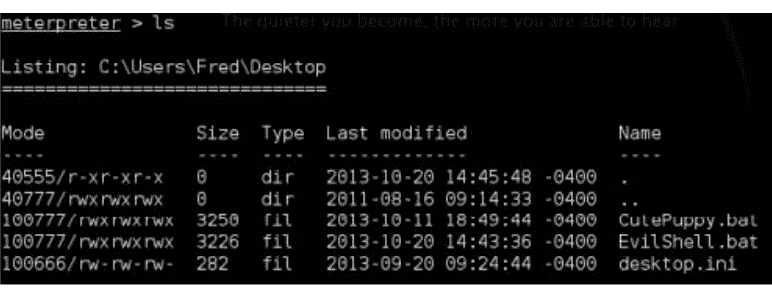 meterpreter > ls The quieter you become, the more you are able to hear
Listing: C:\Users\Fred\Desktop
==============================
Mode Size Type Last modified Name
---- ---- ---- ------------- ----
40555/r-xr-xr-x 0 dir 2013-10-20 14:45:48 -0400 .
40777/rwxrwxrwx 0 dir 2011-08-16 09:14:33 -0400 ..
100777/rwxrwxrwx 3250 fil 2013-10-11 18:49:44 -0400 CutePuppy.bat
100777/rwxrwxrwx 3226 fil 2013-10-20 14:43:36 -0400 EvilShell.bat
100666/rw-rw-rw- 282 fil 2013-09-20 09:24:44 -0400 desktop.ini